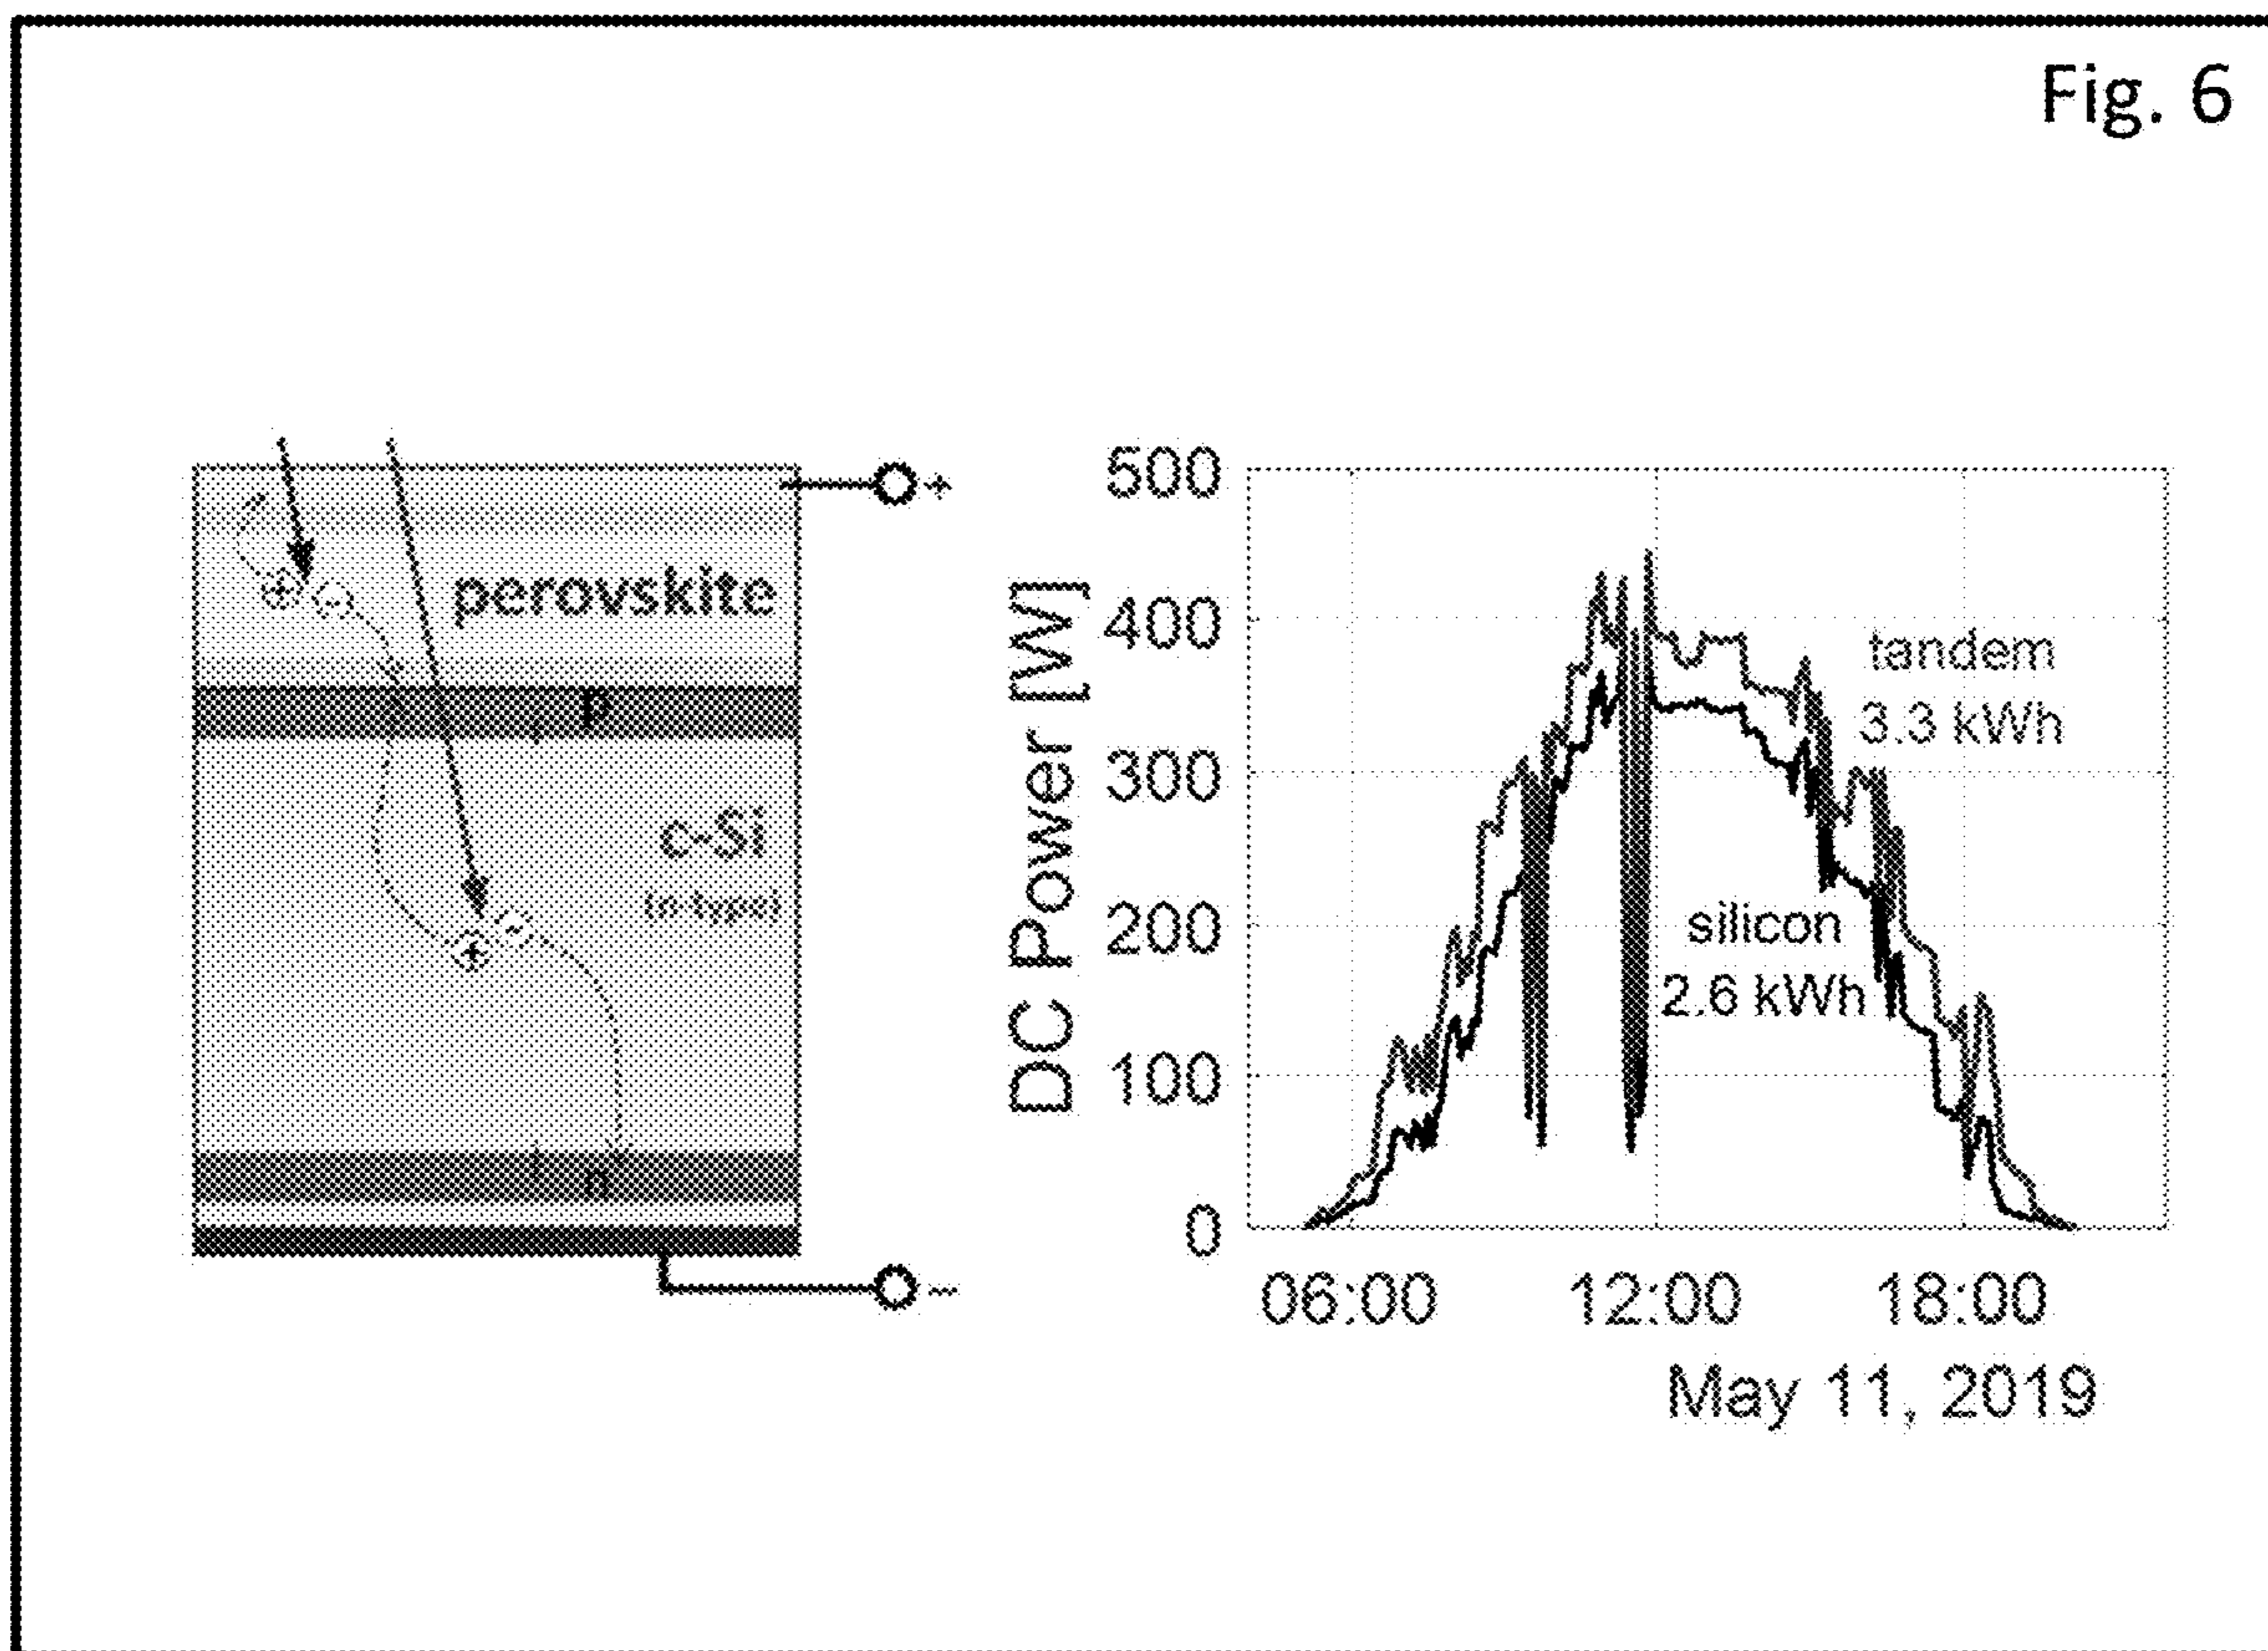 Fig. 6
+
perovskite
p
c-Si
(n-type)
+
-
-
+
n
-
DC Power [W]
500
400
300
200
100
0
tandem
3.3 kWh
silicon
2.6 kWh
06:00
12:00
18:00
May 11, 2019